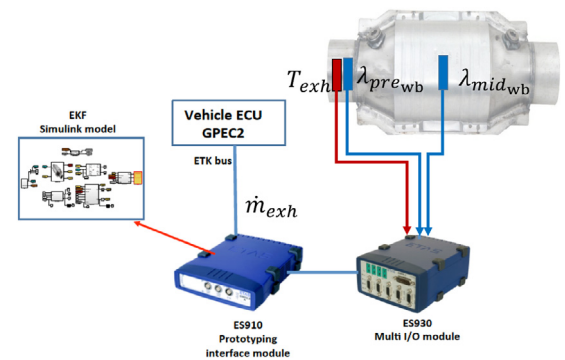 T_exh λ_pre_wb λ_mid_wb
EKF
Simulink model
Vehicle ECU
GPEC2
ETK bus
ṁ_exh
ES910
Prototyping
interface module
ES930
Multi I/O module